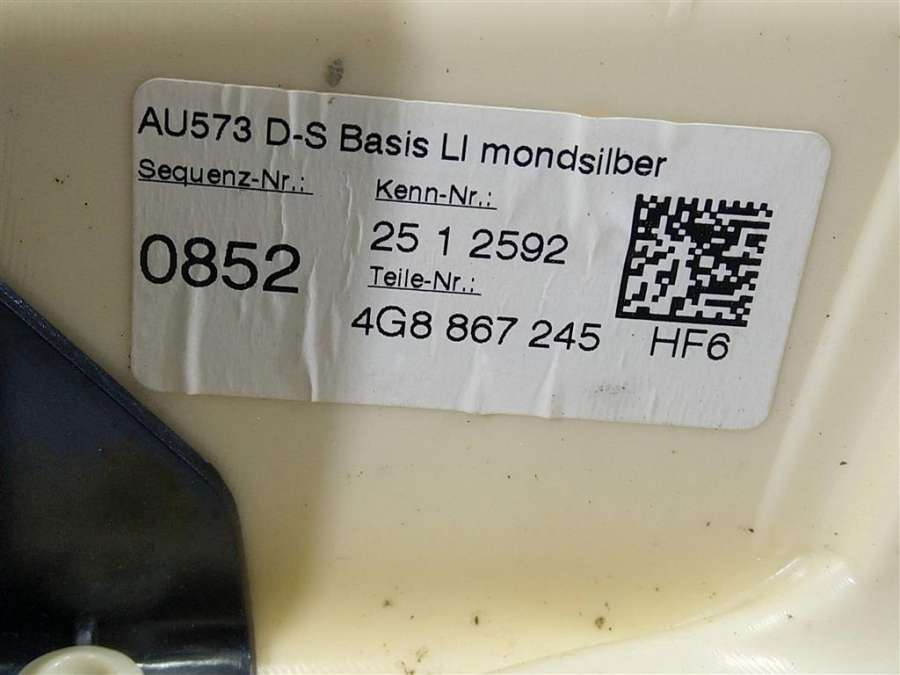 AU573 D-S Basis LI mondsilber
Sequenz-Nr.:
Kenn-Nr.:
0852
25 1 2592
Teile-Nr.:
4G8 867 245
HF6